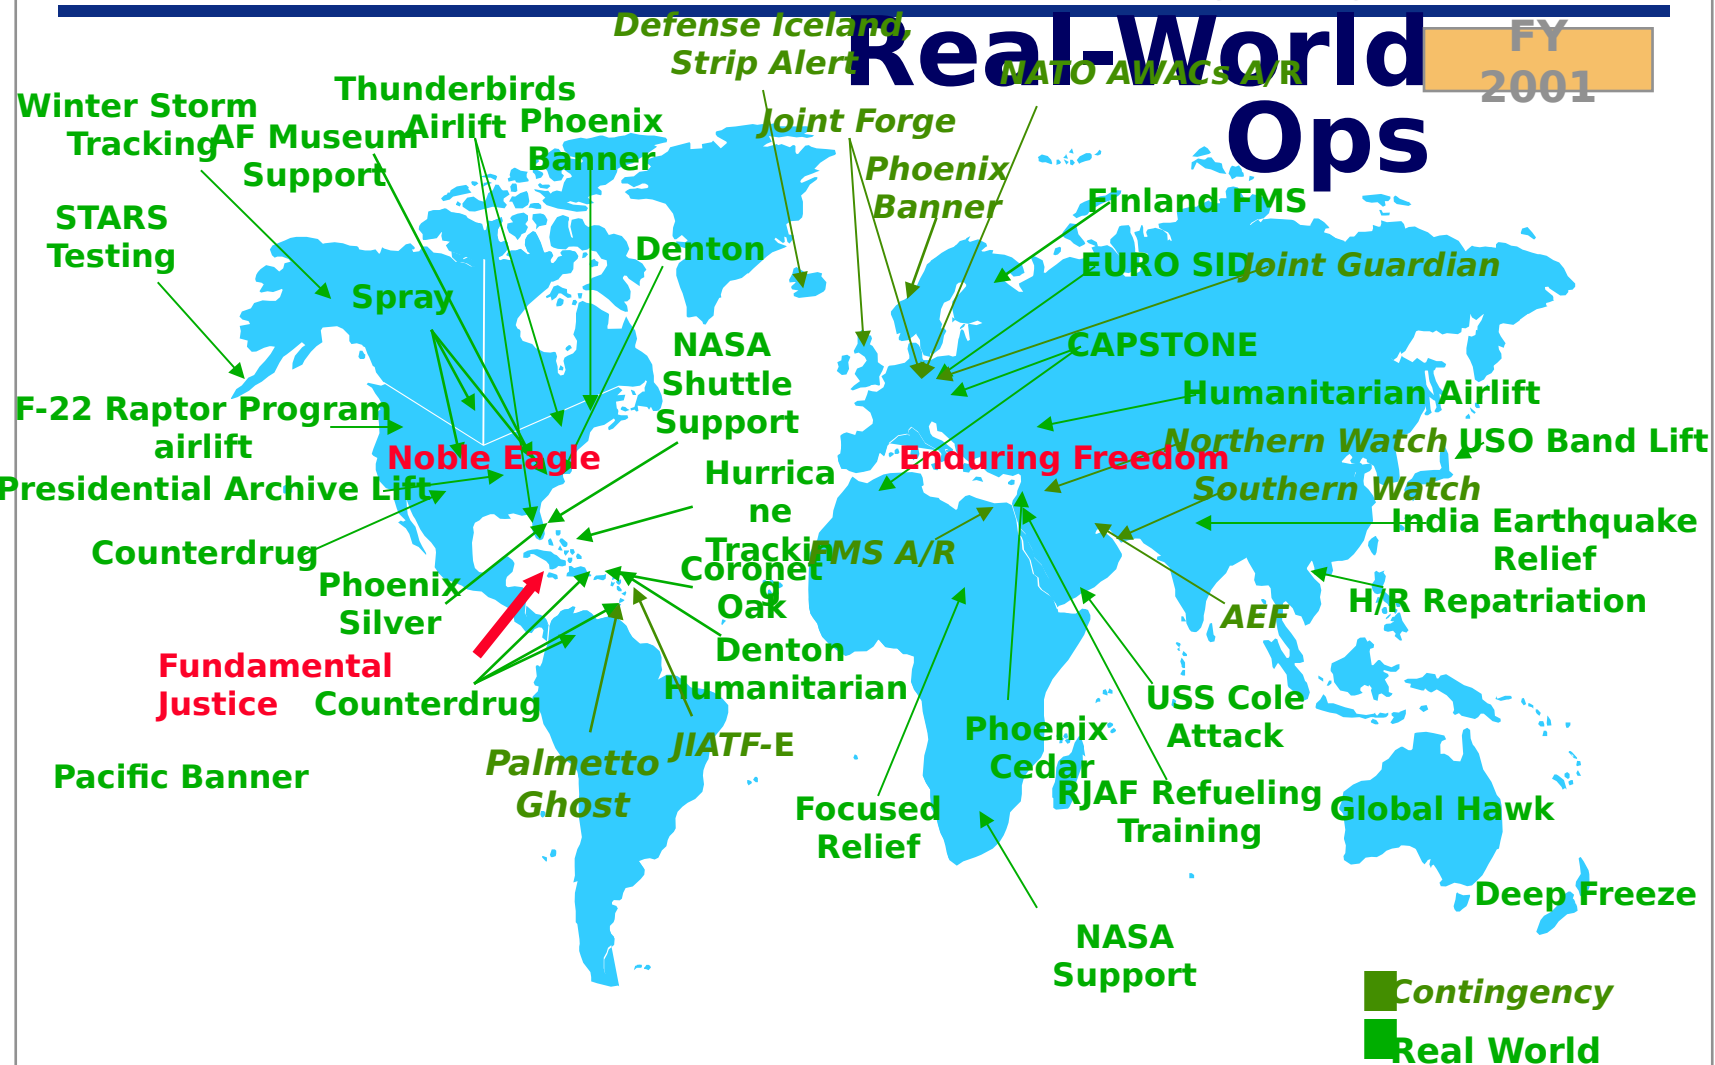 Real-World
Ops
FY
2001
Defense Iceland,
Strip Alert
NATO AWACs A/R
Thunderbirds
Airlift
Winter Storm
Tracking
AF Museum
Support
Phoenix
Banner
Joint Forge
Phoenix
Banner
Finland FMS
STARS
Testing
Denton
EURO SID
Joint Guardian
Spray
NASA
Shuttle
Support
CAPSTONE
F-22 Raptor Program
airlift
Humanitarian Airlift
Noble Eagle
Enduring Freedom
Northern Watch
USO Band Lift
Presidential Archive Lift
Hurrica
ne
Trackin
g
Southern Watch
India Earthquake
Relief
Counterdrug
FMS A/R
Coronet
Oak
Phoenix
Silver
H/R Repatriation
AEF
Fundamental
Justice
Counterdrug
Denton
Humanitarian
USS Cole
Attack
Phoenix
Cedar
JIATF-E
Palmetto
Ghost
Pacific Banner
Focused
Relief
RJAF Refueling
Training
Global Hawk
Deep Freeze
NASA
Support
Contingency
Real World